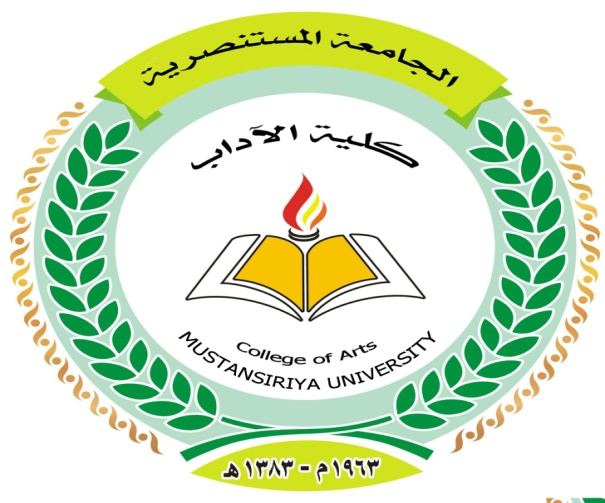 الجامعة المستنصرية
كلية الآداب
College of Arts
MUSTANSIRIYA UNIVERSITY
١٩٦٣م - ١٣٨٣هـ